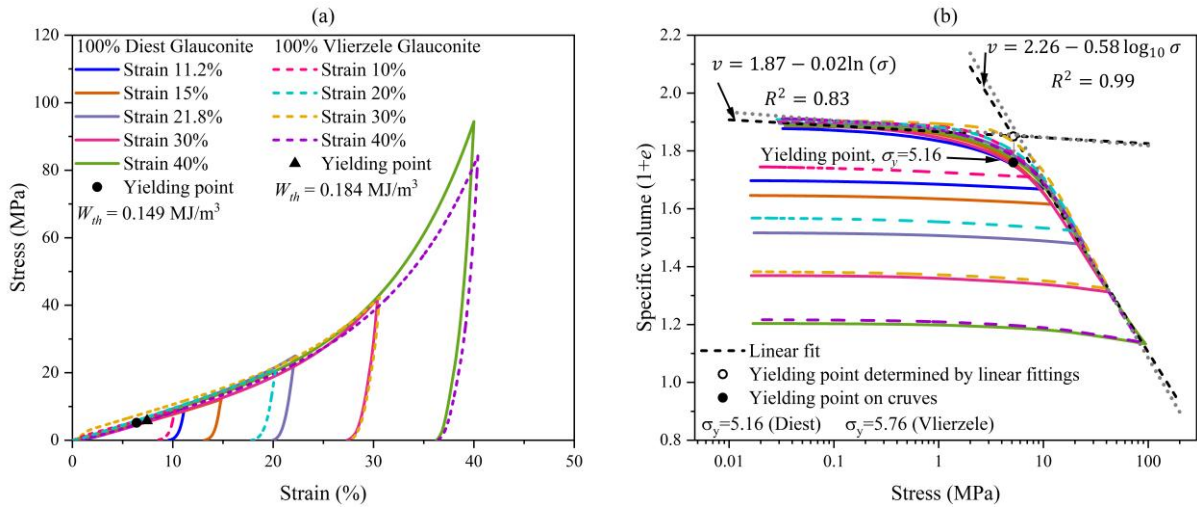 (a)
120
100
80
60
40
20
0
Stress (MPa)
100% Diest Glauconite
Strain 11.2%
Strain 15%
Strain 21.8%
Strain 30%
Strain 40%
Yielding point
W_th = 0.149 MJ/m³
100% Vlierzele Glauconite
Strain 10%
Strain 20%
Strain 30%
Strain 40%
Yielding point
W_th = 0.184 MJ/m³
0 10 20 30 40 50
Strain (%)
(b)
2.2
2.1
2.0
1.8
1.6
1.4
1.2
1.0
0.8
Specific volume (1+e)
v = 1.87 − 0.02ln (σ)
R² = 0.83
v = 2.26 − 0.58 log₁₀ σ
R² = 0.99
Yielding point, σ_y=5.16
Linear fit
Yielding point determined by linear fittings
Yielding point on cruves
σ_y=5.16 (Diest) σ_y=5.76 (Vlierzele)
0.01 0.1 1 10 100
Stress (MPa)